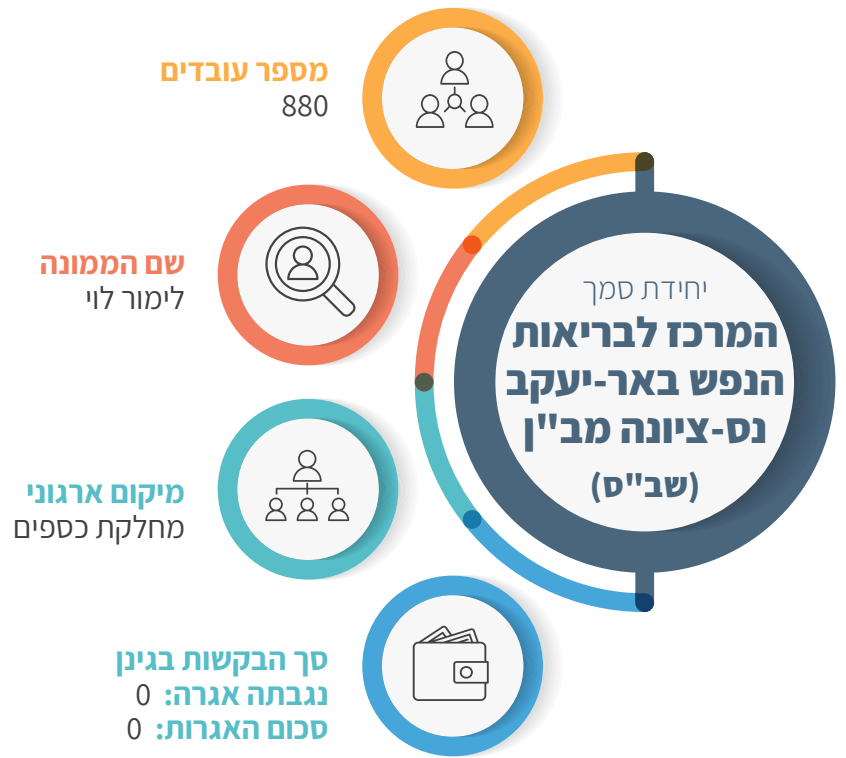 מספר עובדים
880
שם הממונה
לימור לוי
יחידת סמך
המרכז לבריאות
הנפש באר-יעקב
נס-ציונה מב"ן
(שב"ס)
מיקום ארגוני
מחלקת כספים
סך הבקשות בגינן
נגבתה אגרה: 0
סכום האגרות: 0